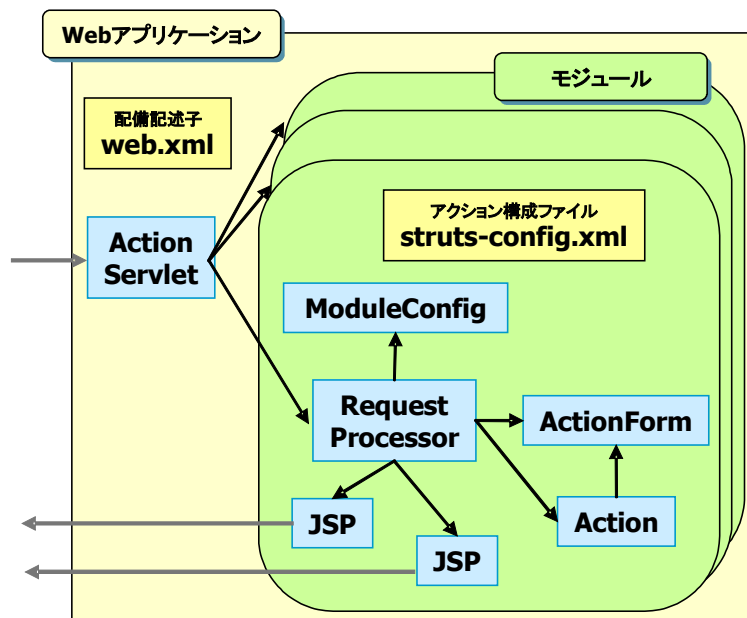 Webアプリケーション
モジュール
配備記述子
web.xml
アクション構成ファイル
struts-config.xml
Action
Servlet
ModuleConfig
Request
Processor
ActionForm
JSP
Action
JSP